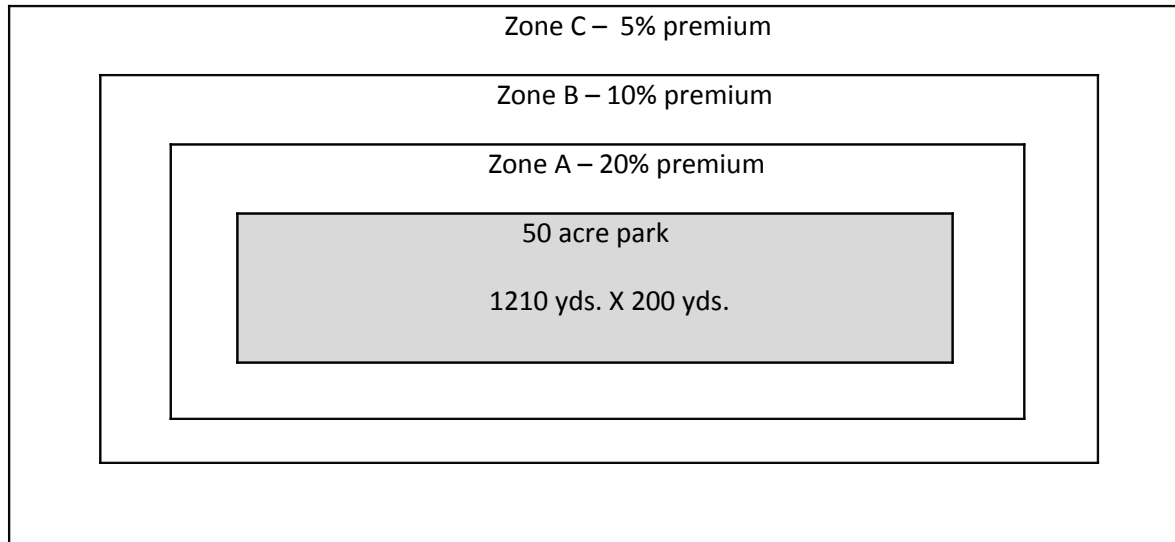 Zone C – 5% premium
Zone B – 10% premium
Zone A – 20% premium
50 acre park
1210 yds. X 200 yds.